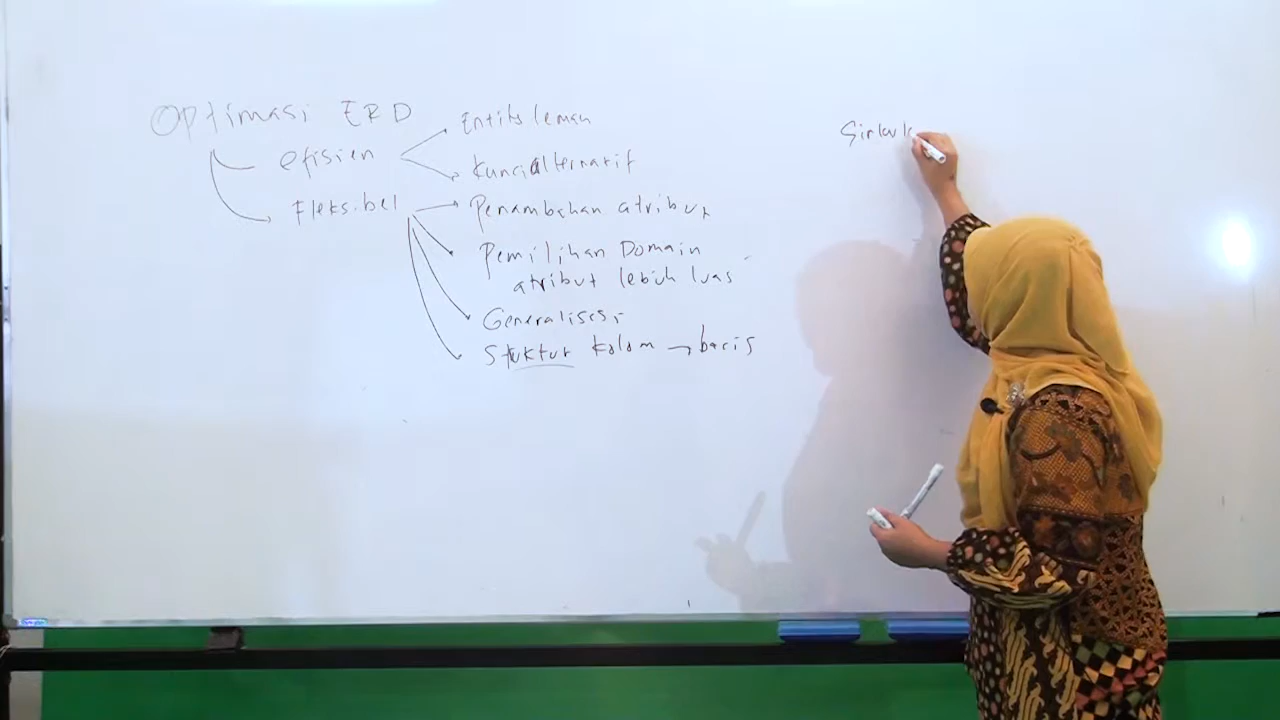 Optimasi ERD
efisien
Fleksibel
Entitas lemah
Kunci alternatif
Penambahan atribut
Pemilihan Domain
atribut lebih luas
Generalisasi
Stuktur kolom → baris
Sirkul